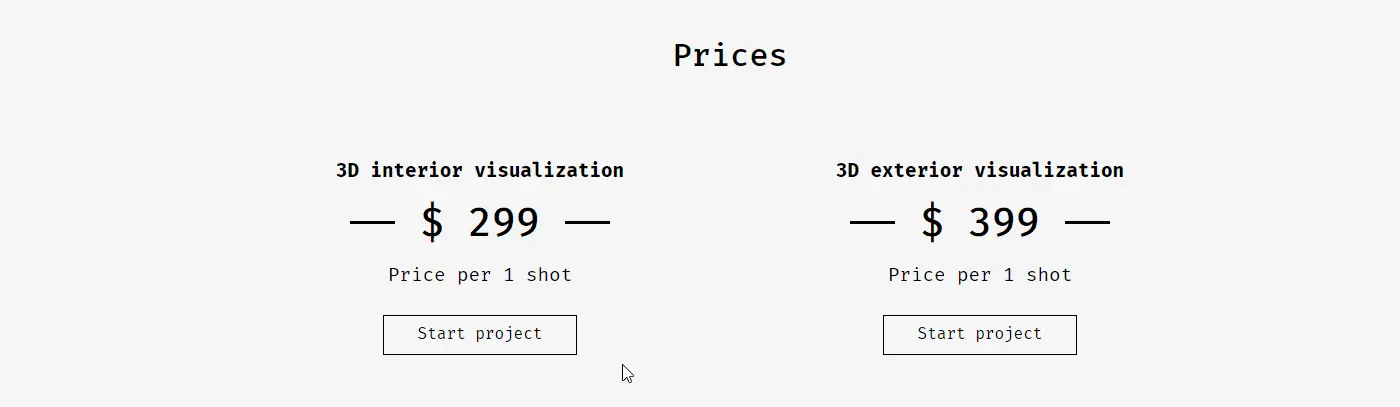 Prices
3D interior visualization
$ 299
Price per 1 shot
Start project
3D exterior visualization
$ 399
Price per 1 shot
Start project